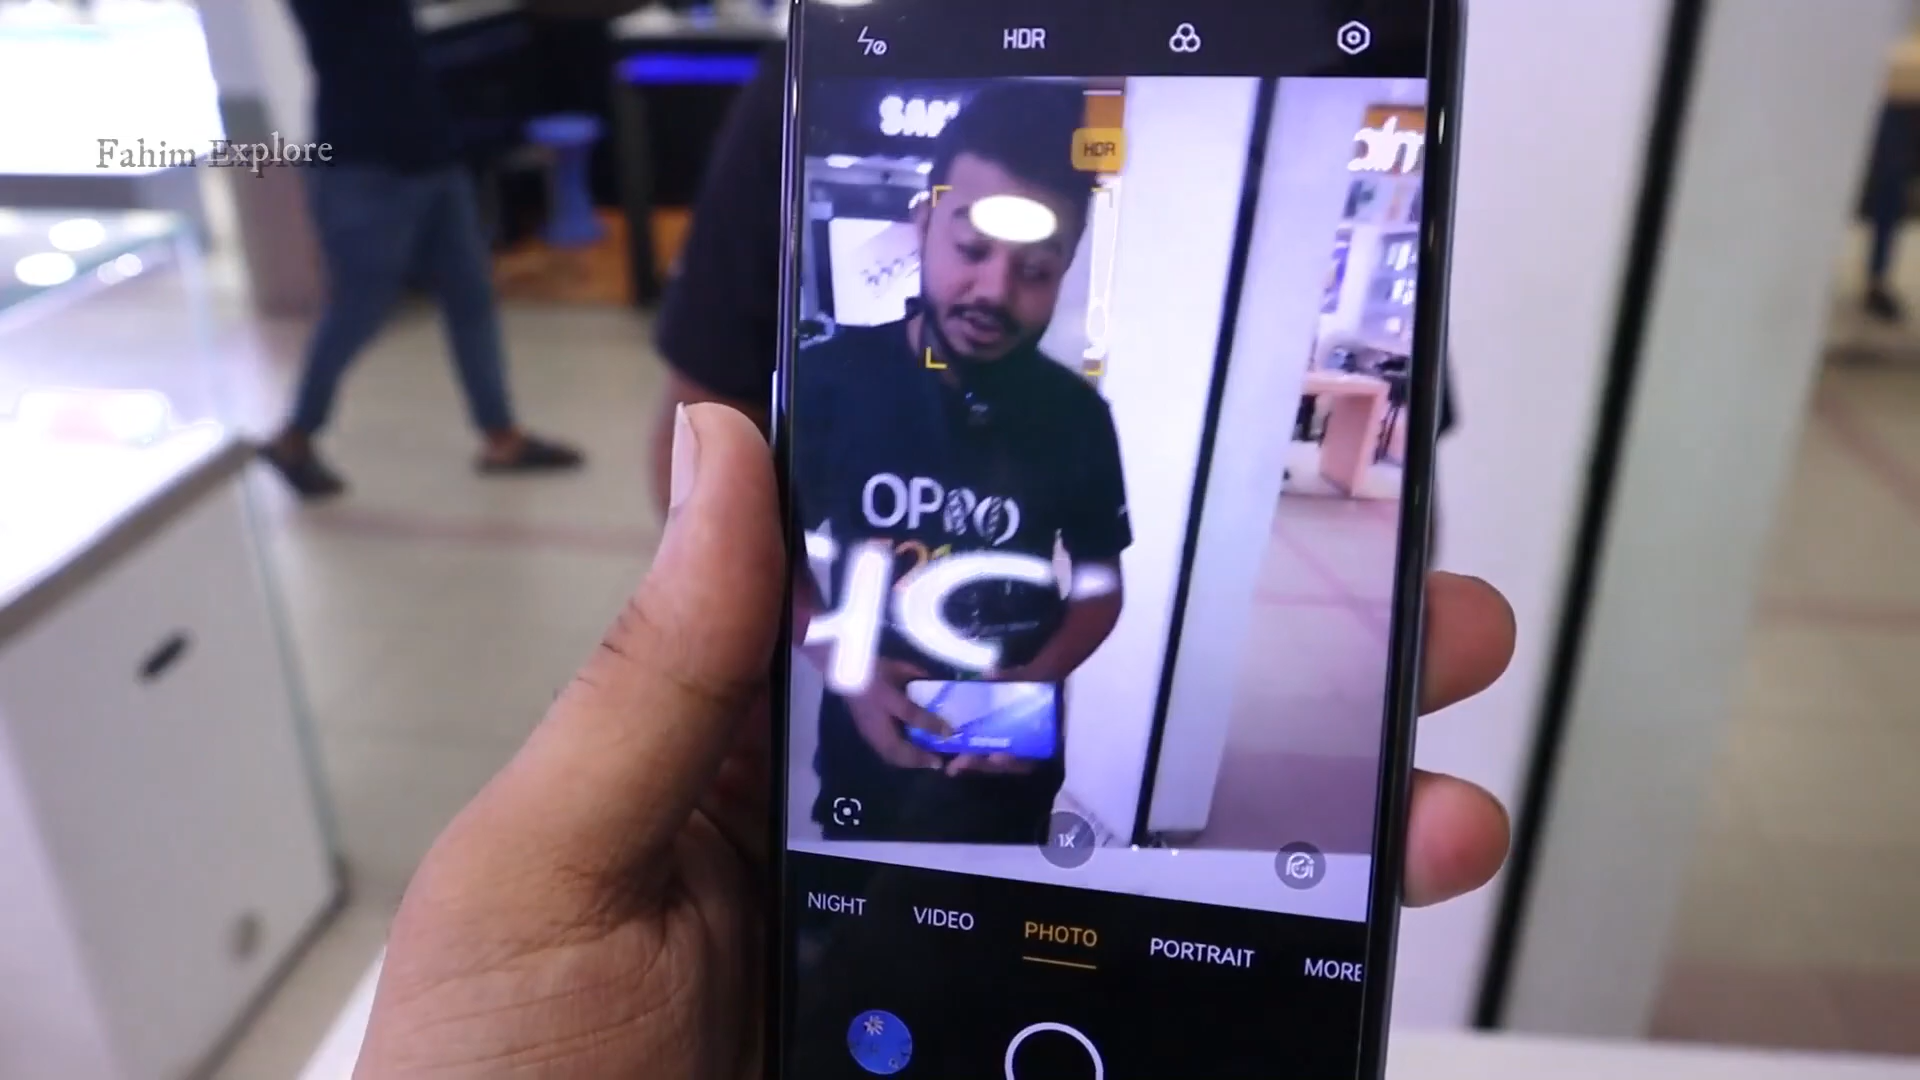 HDR
Fahim Explore
HDR
OPPO
1X
NIGHT
VIDEO
PHOTO
PORTRAIT
MORE